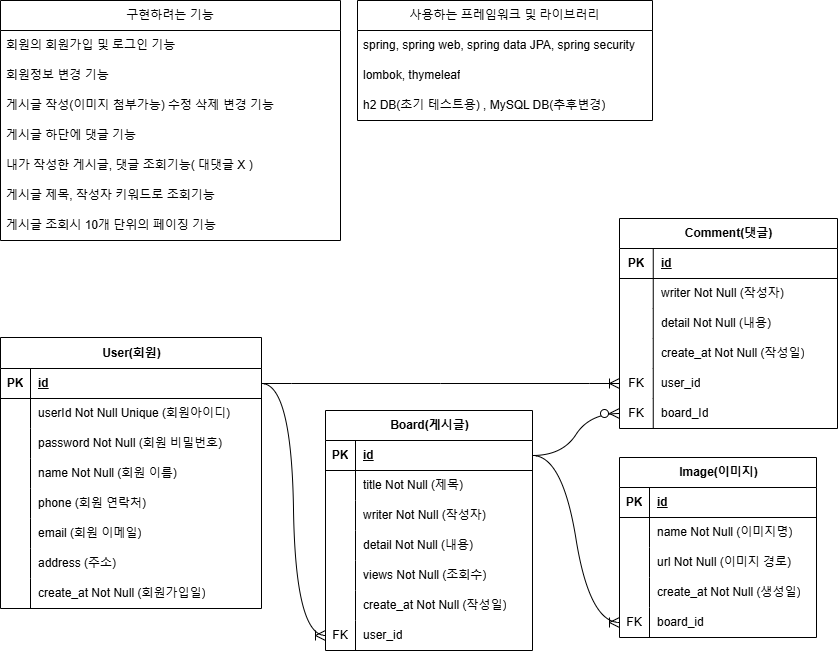 구현하려는 기능
회원의 회원가입 및 로그인 기능
회원정보 변경 기능
게시글 작성(이미지 첨부가능) 수정 삭제 변경 기능
게시글 하단에 댓글 기능
내가 작성한 게시글, 댓글 조회기능( 대댓글 X )
게시글 제목, 작성자 키워드로 조회기능
게시글 조회시 10개 단위의 페이징 기능
사용하는 프레임워크 및 라이브러리
spring, spring web, spring data JPA, spring security
lombok, thymeleaf
h2 DB(초기 테스트용) , MySQL DB(추후변경)
User(회원)
PK id
userId Not Null Unique (회원아이디)
password Not Null (회원 비밀번호)
name Not Null (회원 이름)
phone (회원 연락처)
email (회원 이메일)
address (주소)
create_at Not Null (회원가입일)
Board(게시글)
PK id
title Not Null (제목)
writer Not Null (작성자)
detail Not Null (내용)
views Not Null (조회수)
create_at Not Null (작성일)
FK user_id
Comment(댓글)
PK id
writer Not Null (작성자)
detail Not Null (내용)
create_at Not Null (작성일)
FK user_id
FK board_Id
Image(이미지)
PK id
name Not Null (이미지명)
url Not Null (이미지 경로)
create_at Not Null (생성일)
FK board_id